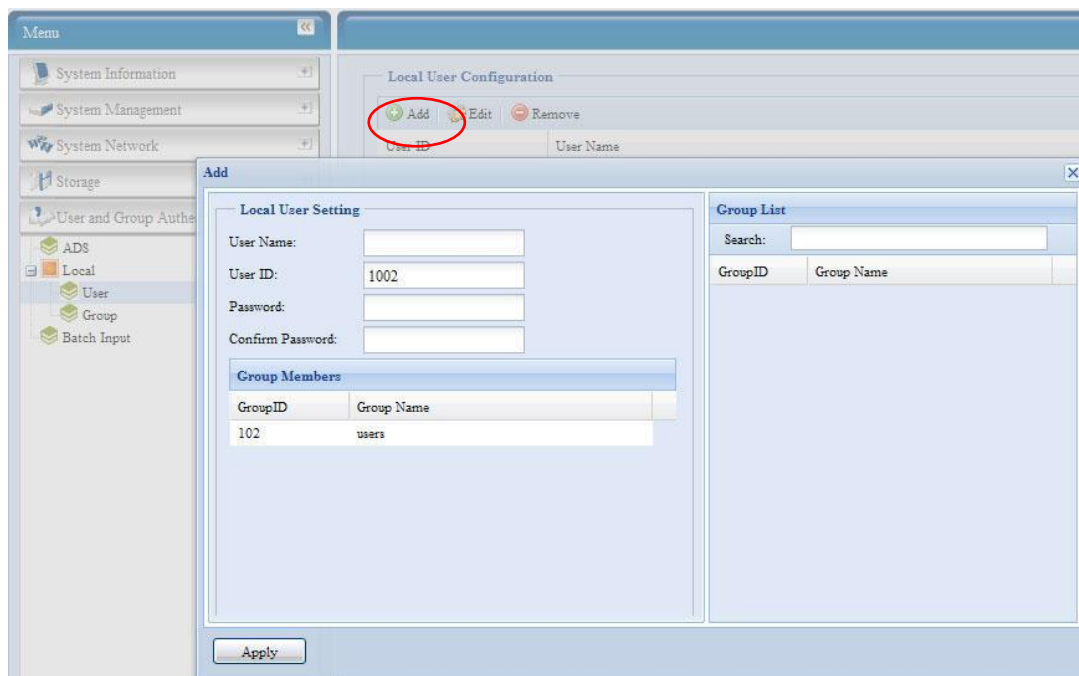 Menu
System Information
System Management
System Network
Storage
User and Group Authe
ADS
Local
User
Group
Batch Input
Local User Configuration
Add Edit Remove
User ID User Name
Add
Local User Setting
User Name:
User ID: 1002
Password:
Confirm Password:
Group Members
GroupID Group Name
102 users
Group List
Search:
GroupID Group Name
Apply